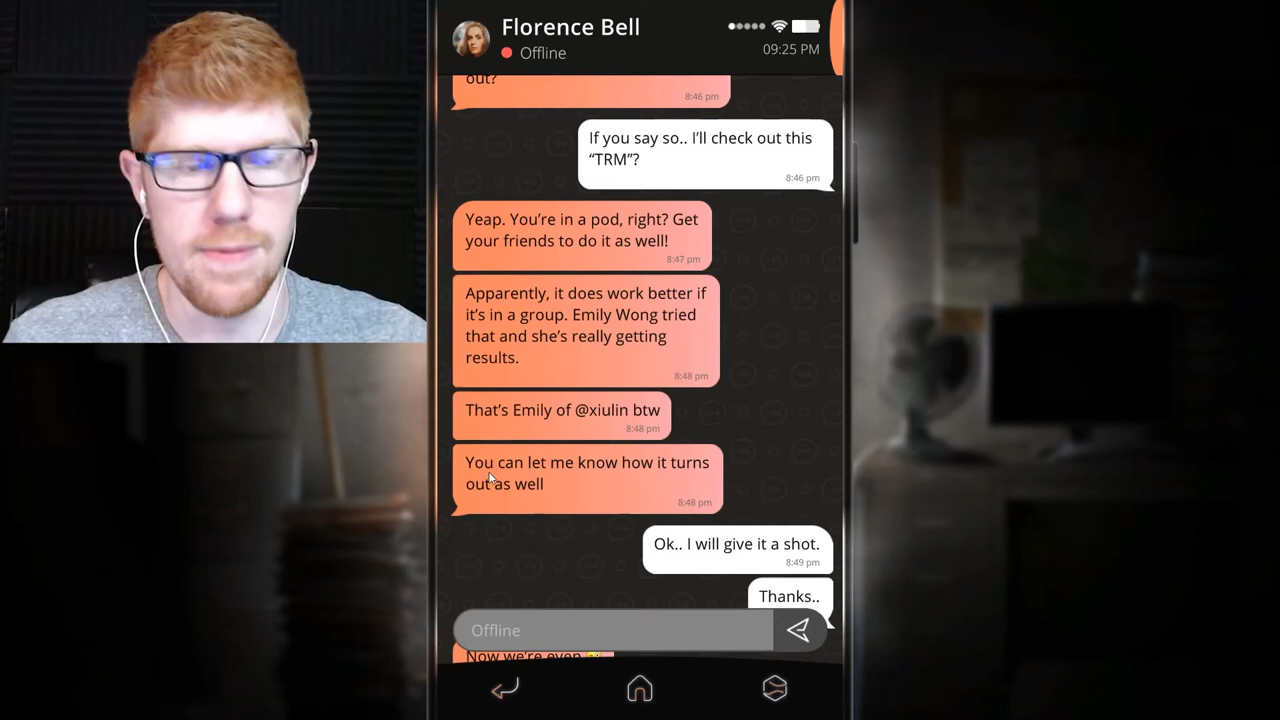 Florence Bell
Offline
09:25 PM
out?
8:46 pm
If you say so.. I’ll check out this
“TRM”?
8:46 pm
Yeap. You’re in a pod, right? Get
your friends to do it as well!
8:47 pm
Apparently, it does work better if
it’s in a group. Emily Wong tried
that and she’s really getting
results.
8:48 pm
That’s Emily of @xiulin btw
8:48 pm
You can let me know how it turns
out as well
8:48 pm
Ok.. I will give it a shot.
8:49 pm
Thanks..
Offline
Now we're even